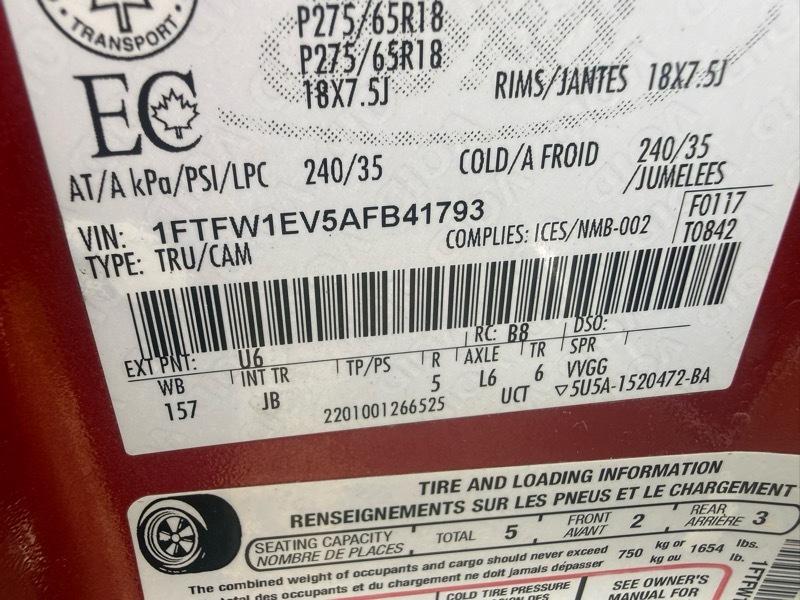 TRANSPORT
P275/65R18
P275/65R18
18X7.5J
RIMS/JANTES 18X7.5J
EC
AT/A kPa/PSI/LPC 240/35 COLD/A FROID 240/35
/JUMELEES
VIN: 1FTFW1EV5AFB41793
F0117
TYPE: TRU/CAM
COMPLIES: ICES/NMB-002
T0842
EXT PNT: U6 RC: B8 DSO:
WB INT TR TP/PS R AXLE TR SPR
157 JB 5 L6 6 VVGG
2201001266525 UCT ▽5U5A-1520472-BA
TIRE AND LOADING INFORMATION
RENSEIGNEMENTS SUR LES PNEUS ET LE CHARGEMENT
SEATING CAPACITY
NOMBRE DE PLACES
TOTAL 5
FRONT
AVANT 2
REAR
ARRIÈRE 3
The combined weight of occupants and cargo should never exceed 750 kg or 1654 lbs.
total des occupants et du chargement ne doit jamais dépasser kg ou lb.
COLD TIRE PRESSURE
SEE OWNER'S
MANUAL FOR
1FTFW